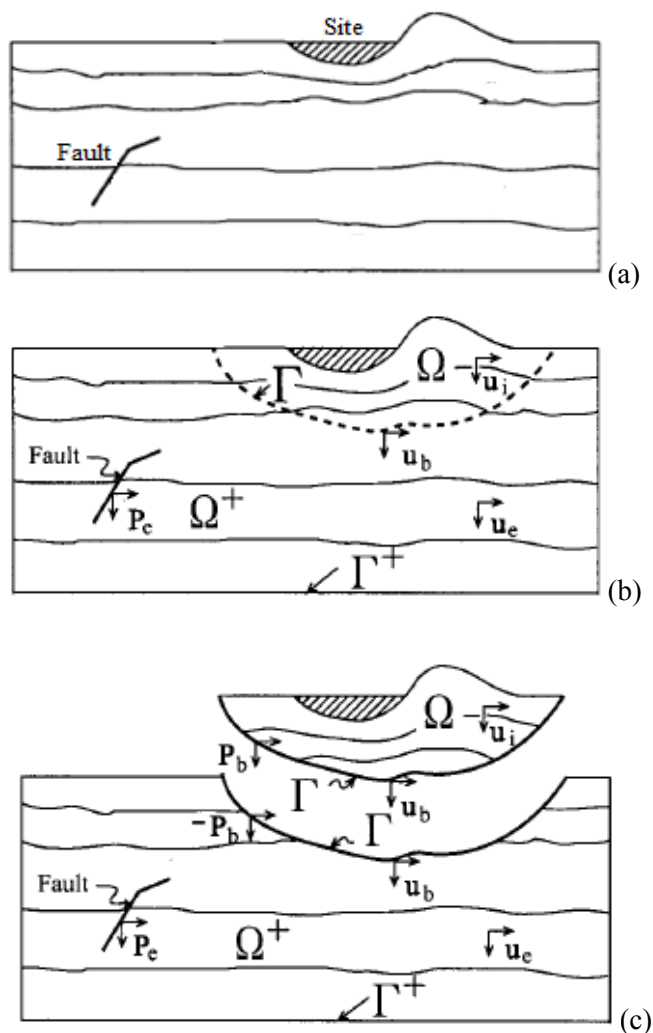 Site
Fault
(a)
Γ Ω – u_i
u_b
Fault
P_e Ω⁺ u_e
Γ⁺
(b)
Ω – u_i
P_b
Γ u_b
–P_b Γ
u_b
Fault
P_e Ω⁺ u_e
Γ⁺
(c)